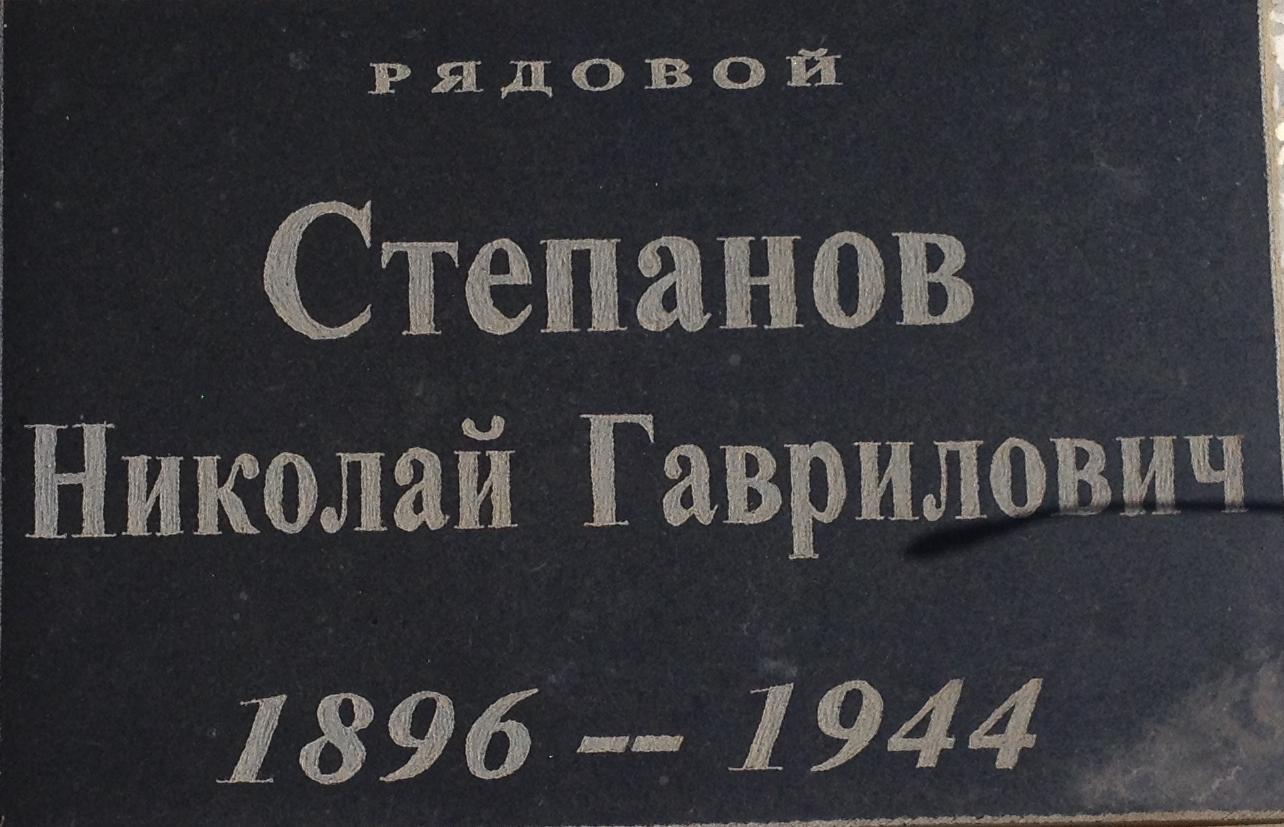 РЯДОВОЙ
Степанов
Николай Гаврилович
1896 -- 1944